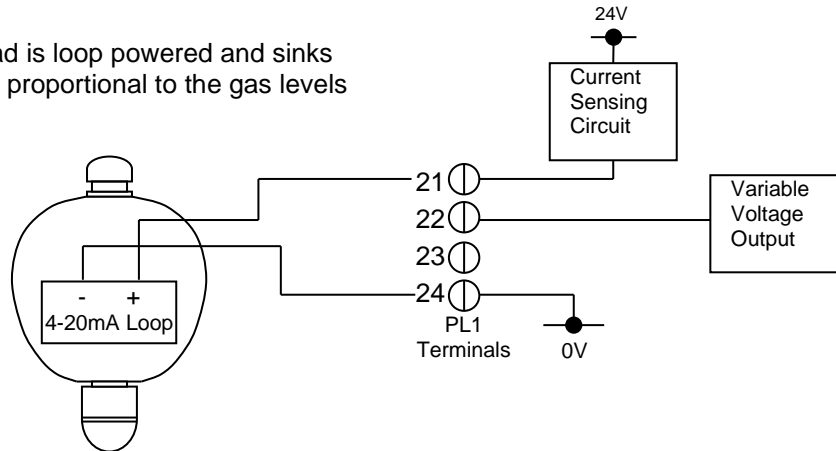 ad is loop powered and sinks
proportional to the gas levels
24V
Current
Sensing
Circuit
21
22
23
24
PL1
Terminals
0V
Variable
Voltage
Output
- +
4-20mA Loop